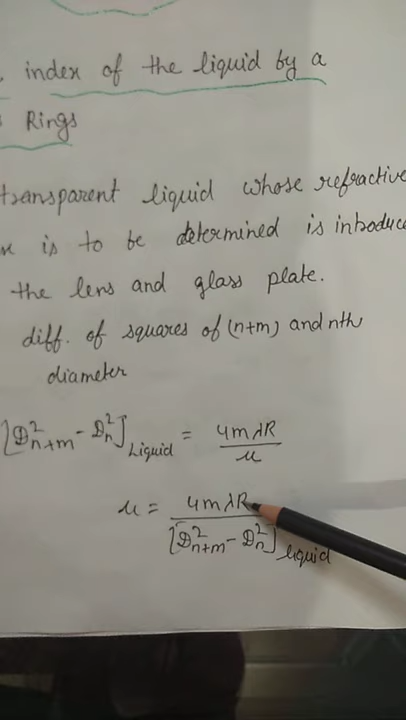 index of the liquid by a
Rings
transparent liquid whose refractive
is to be determined is introduce
the lens and glass plate.
diff. of squares of (n+m) and nth
diameter
[D²ₙ₊ₘ - D²ₙ]Liquid = 4mλR/μ
μ = 4mλR/[D²ₙ₊ₘ - D²ₙ]liquid